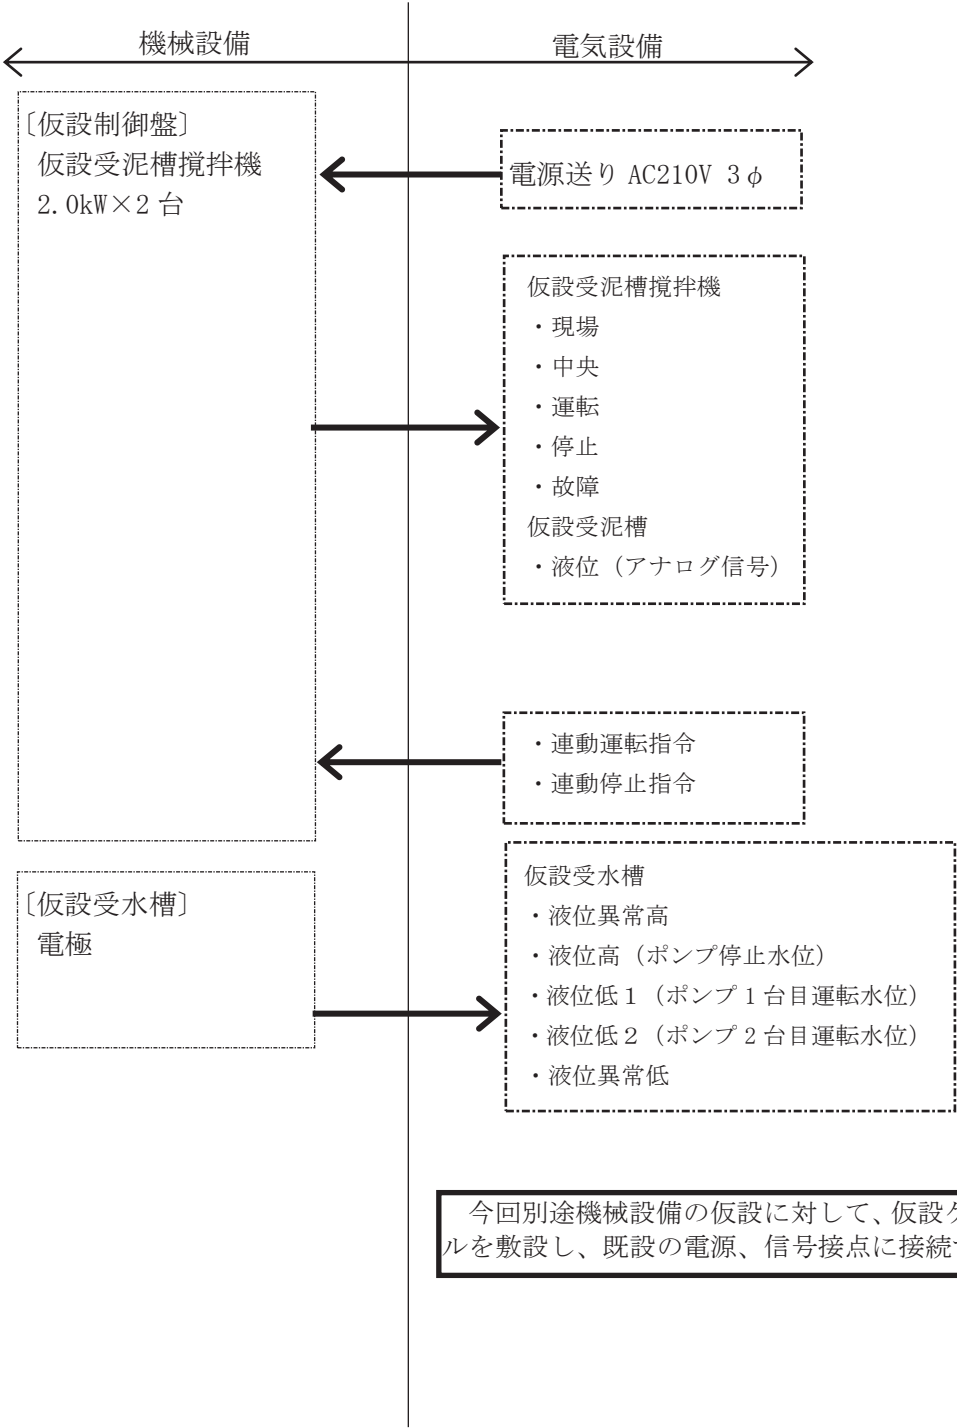 機械設備
電気設備
〔仮設制御盤〕
仮設受泥槽撹拌機
2.0kW×2台
電源送り AC210V 3φ
仮設受泥槽撹拌機
・現場
・中央
・運転
・停止
・故障
仮設受泥槽
・液位（アナログ信号）
・連動運転指令
・連動停止指令
〔仮設受水槽〕
電極
仮設受水槽
・液位異常高
・液位高（ポンプ停止水位）
・液位低１（ポンプ１台目運転水位）
・液位低２（ポンプ２台目運転水位）
・液位異常低
今回別途機械設備の仮設に対して、仮設ケ
ルを敷設し、既設の電源、信号接点に接続